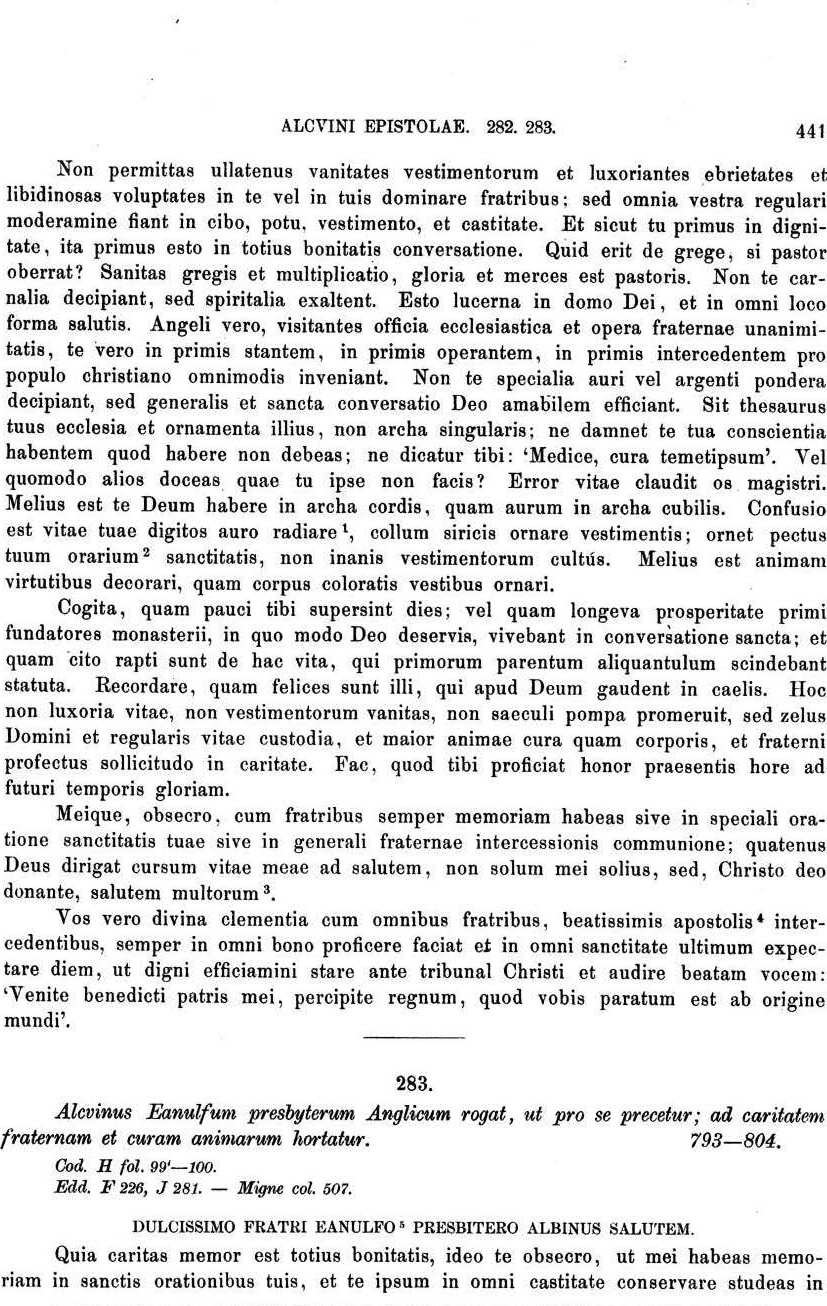 ALCVINI EPISTOLAE. 282. 283. 441
Non permittas ullatenus vanitates vestimentorum et luxoriantes ebrietates et
libidinosas voluptates in te vel in tuis dominare fratribus; sed omnia vestra regulari
moderamine fiant in cibo, potu, vestimento, et castitate. Et sicut tu primus in digni-
tate, ita primus esto in totius bonitatis conversatione. Quid erit de grege, si pastor
oberrat? Sanitas gregis et multiplicatio, gloria et merces est pastoris. Non te car-
nalia decipiant, sed spiritalia exaltent. Esto lucerna in domo Dei, et in omni loco
forma salutis. Angeli vero, visitantes officia ecclesiastica et opera fraternae unanimi-
tatis, te vero in primis stantem, in primis operantem, in primis intercedentem pro
populo christiano omnimodis inveniant. Non te specialia auri vel argenti pondera
decipiant, sed generalis et sancta conversatio Deo amabilem efficiant. Sit thesaurus
tuus ecclesia et ornamenta illius, non archa singularis; ne damnet te tua conscientia
habentem quod habere non debeas; ne dicatur tibi: ‘Medice, cura temetipsum’. Vel
quomodo alios doceas quae tu ipse non facis? Error vitae claudit os magistri.
Melius est te Deum habere in archa cordis, quam aurum in archa cubilis. Confusio
est vitae tuae digitos auro radiare¹, collum siricis ornare vestimentis; ornet pectus
tuum orarium² sanctitatis, non inanis vestimentorum cultus. Melius est animam
virtutibus decorari, quam corpus coloratis vestibus ornari.
Cogita, quam pauci tibi supersint dies; vel quam longeva prosperitate primi
fundatores monasterii, in quo modo Deo deservis, vivebant in conversatione sancta; et
quam cito rapti sunt de hac vita, qui primorum parentum aliquantulum scindebant
statuta. Recordare, quam felices sunt illi, qui apud Deum gaudent in caelis. Hoc
non luxoria vitae, non vestimentorum vanitas, non saeculi pompa promeruit, sed zelus
Domini et regularis vitae custodia, et maior animae cura quam corporis, et fraterni
profectus sollicitudo in caritate. Fac, quod tibi proficiat honor praesentis hore ad
futuri temporis gloriam.
Meique, obsecro, cum fratribus semper memoriam habeas sive in speciali ora-
tione sanctitatis tuae sive in generali fraternae intercessionis communione; quatenus
Deus dirigat cursum vitae meae ad salutem, non solum mei solius, sed, Christo deo
donante, salutem multorum³.
Vos vero divina clementia cum omnibus fratribus, beatissimis apostolis⁴ inter-
cedentibus, semper in omni bono proficere faciat et in omni sanctitate ultimum expec-
tare diem, ut digni efficiamini stare ante tribunal Christi et audire beatam vocem:
‘Venite benedicti patris mei, percipite regnum, quod vobis paratum est ab origine
mundi’.
283.
Alcvinus Eanulfum presbyterum Anglicum rogat, ut pro se precetur; ad caritatem
fraternam et curam animarum hortatur. 793—804.
Cod. H fol. 99'—100.
Edd. F 226, J 281. — Migne col. 507.
DULCISSIMO FRATRI EANULFO⁵ PRESBITERO ALBINUS SALUTEM.
Quia caritas memor est totius bonitatis, ideo te obsecro, ut mei habeas memo-
riam in sanctis orationibus tuis, et te ipsum in omni castitate conservare studeas in